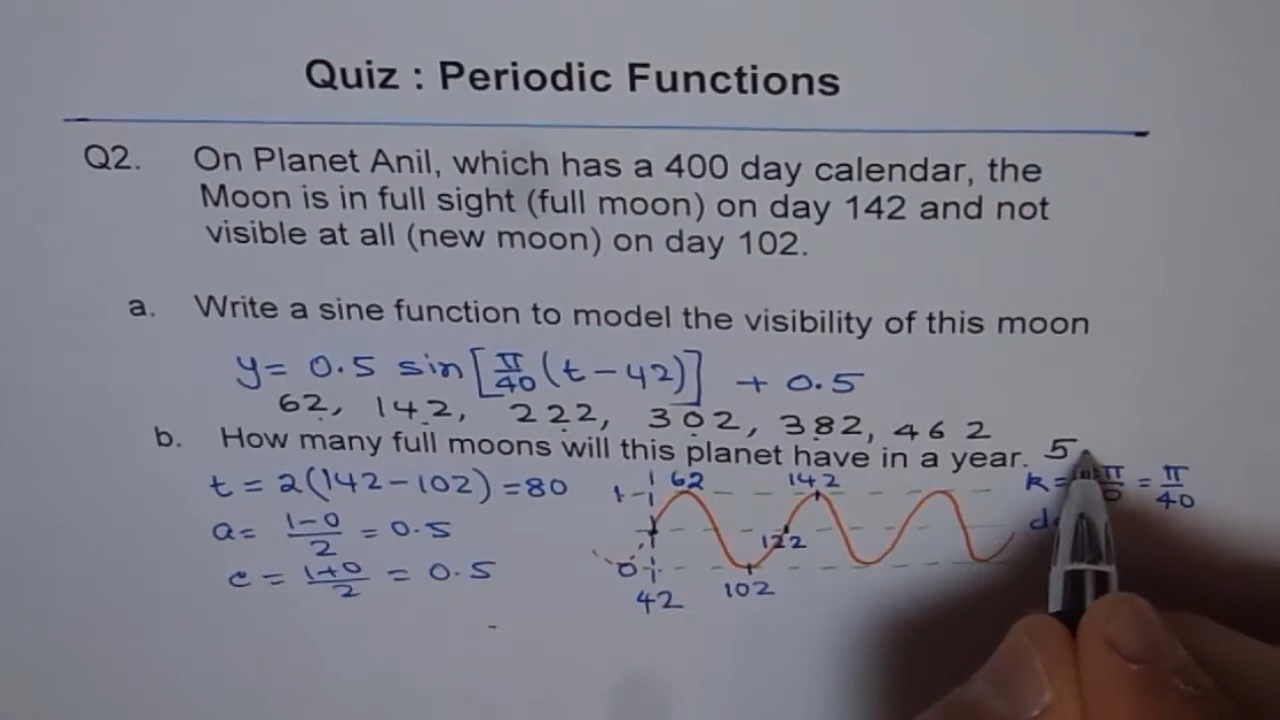 Quiz : Periodic Functions
Q2. On Planet Anil, which has a 400 day calendar, the
Moon is in full sight (full moon) on day 142 and not
visible at all (new moon) on day 102.
a. Write a sine function to model the visibility of this moon
y = 0.5 sin [π/40 (t - 42)] + 0.5
62, 142, 222, 302, 382, 462
b. How many full moons will this planet have in a year. 5
t = 2(142 - 102) = 80
a = 1-0/2 = 0.5
c = 1+0/2 = 0.5
1
62
142
122
0
42
102
k = = π/40
d